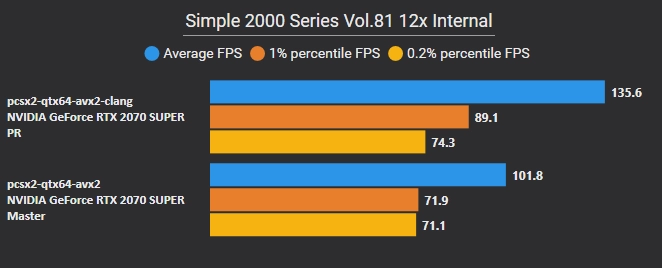 Simple 2000 Series Vol.81 12x Internal
Average FPS 1% percentile FPS 0.2% percentile FPS
pcsx2-qtx64-avx2-clang
NVIDIA GeForce RTX 2070 SUPER
PR
135.6
89.1
74.3
pcsx2-qtx64-avx2
NVIDIA GeForce RTX 2070 SUPER
Master
101.8
71.9
71.1